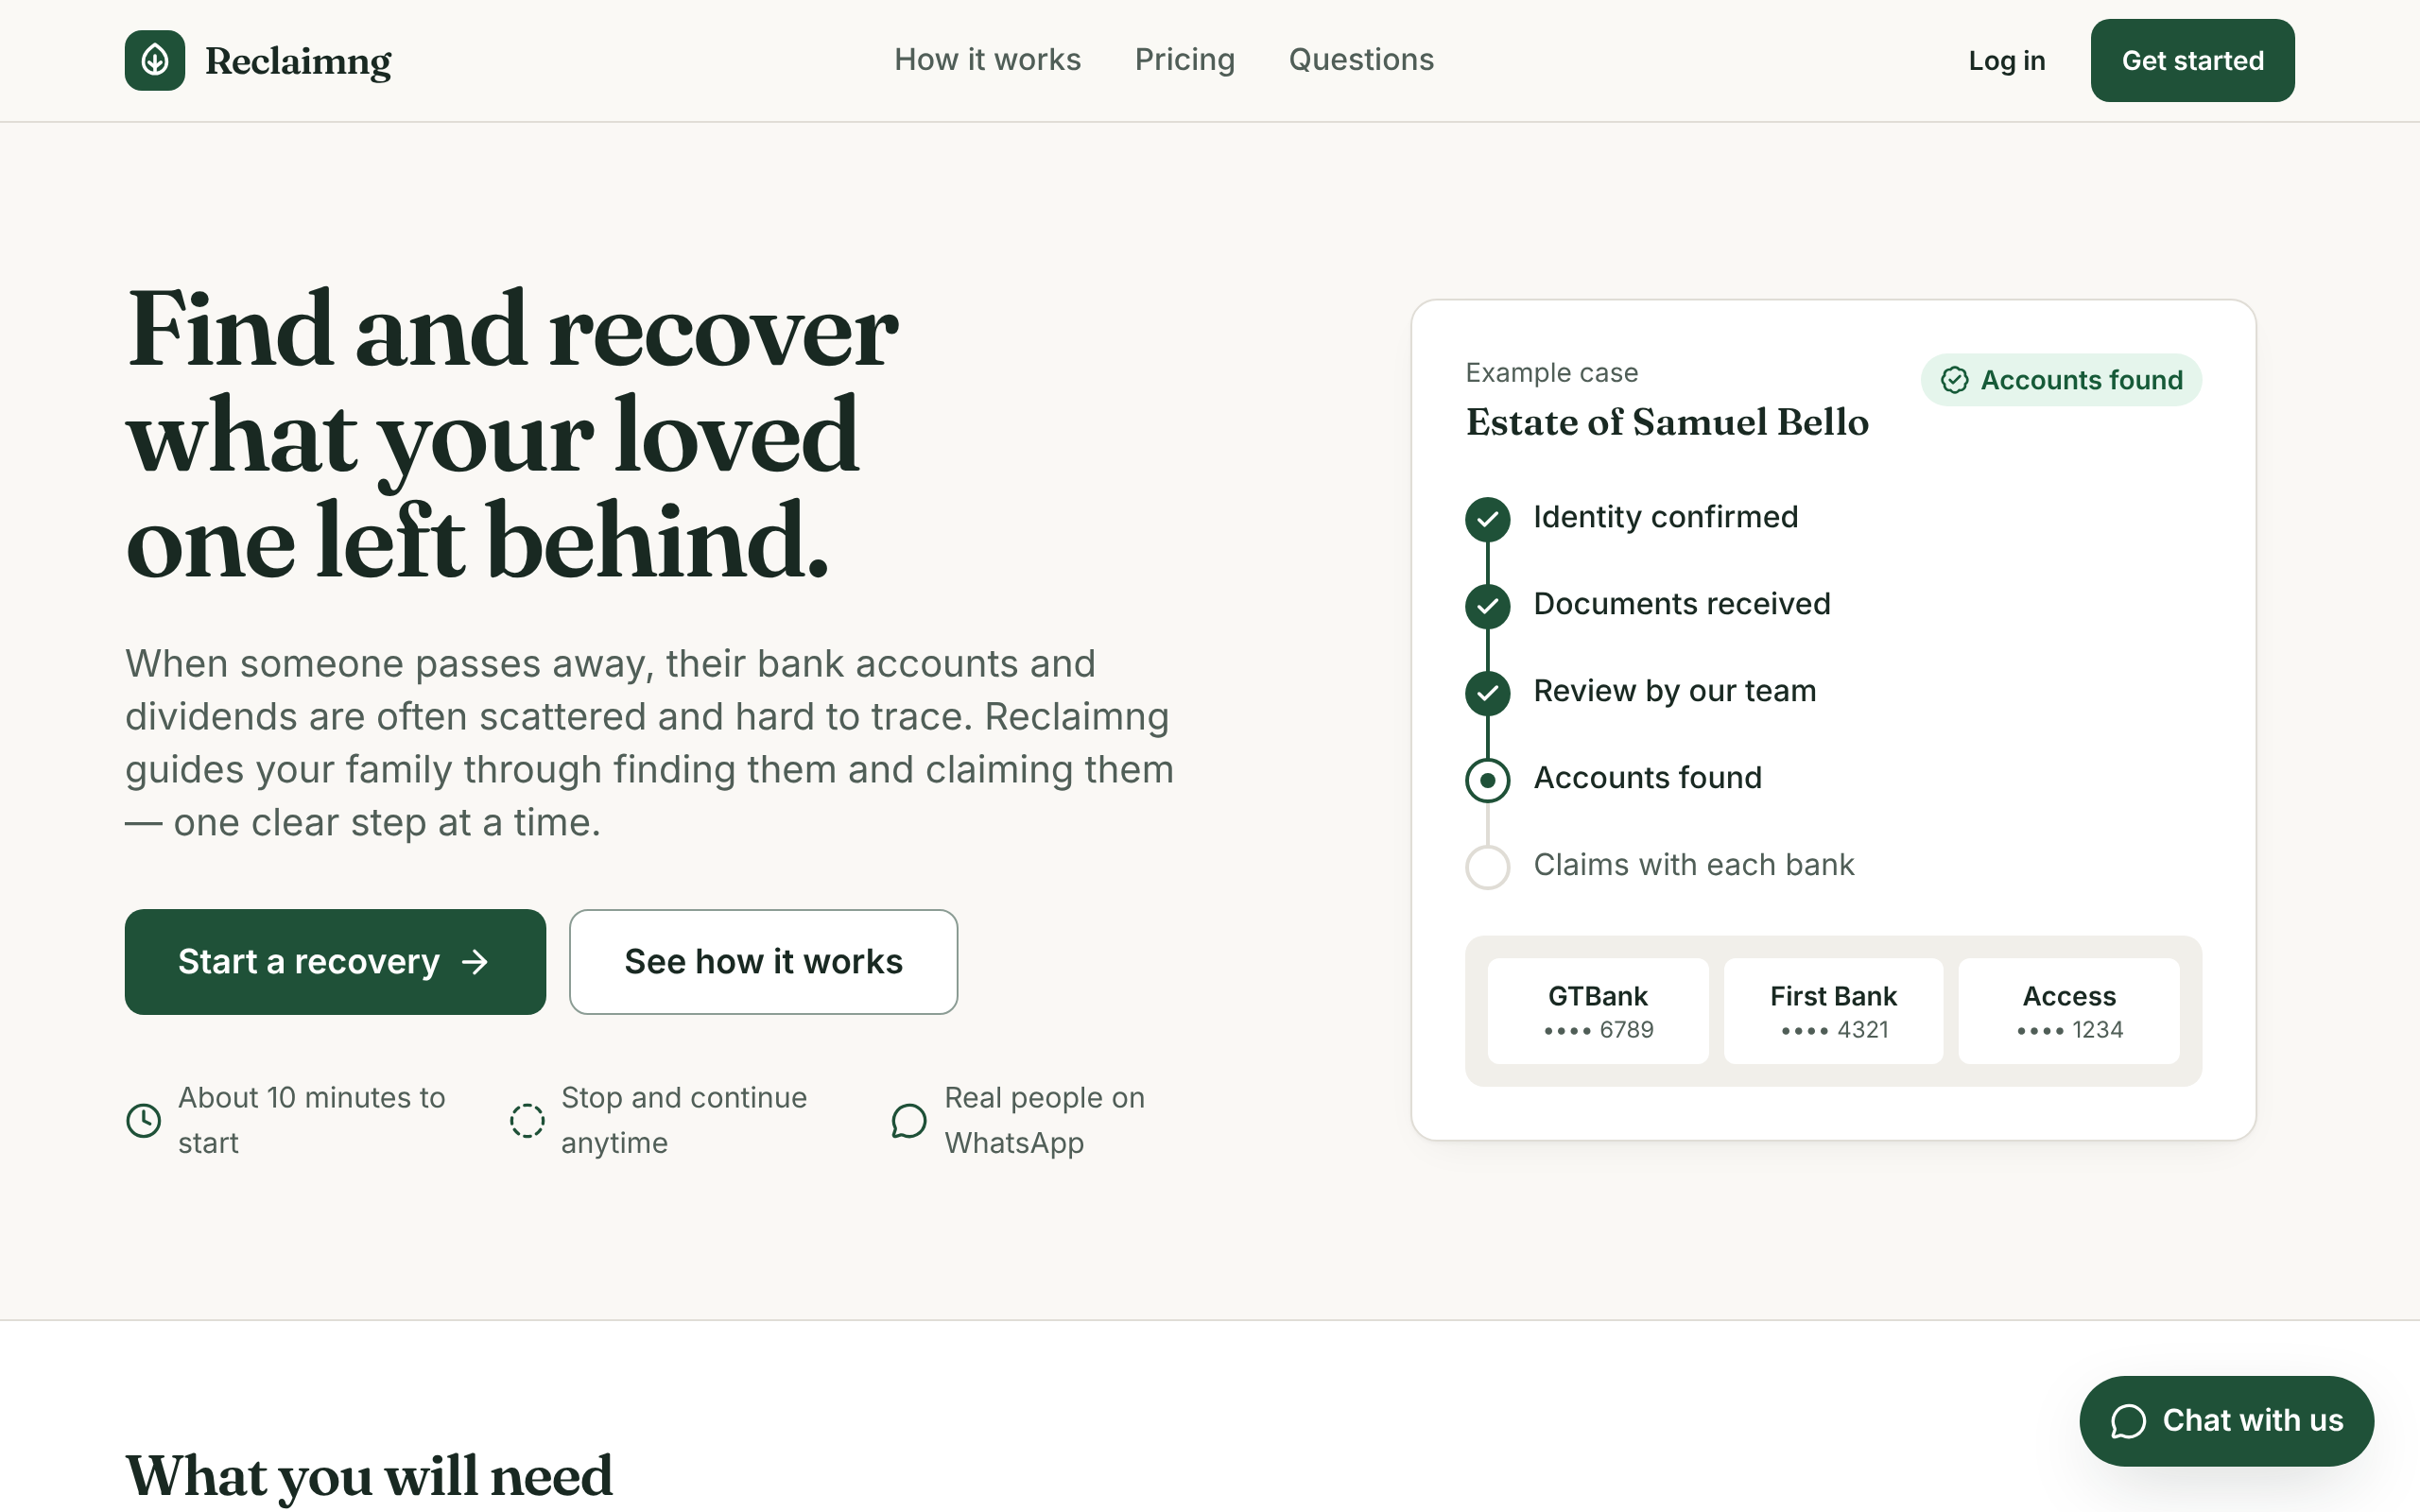 Reclaimng
How it works
Pricing
Questions
Log in
Get started
Find and recover
what your loved
one left behind.
When someone passes away, their bank accounts and
dividends are often scattered and hard to trace. Reclaimng
guides your family through finding them and claiming them
— one clear step at a time.
Start a recovery
See how it works
About 10 minutes to
start
Stop and continue
anytime
Real people on
WhatsApp
Example case
Accounts found
Estate of Samuel Bello
Identity confirmed
Documents received
Review by our team
Accounts found
Claims with each bank
GTBank
•••• 6789
First Bank
•••• 4321
Access
•••• 1234
Chat with us
What you will need